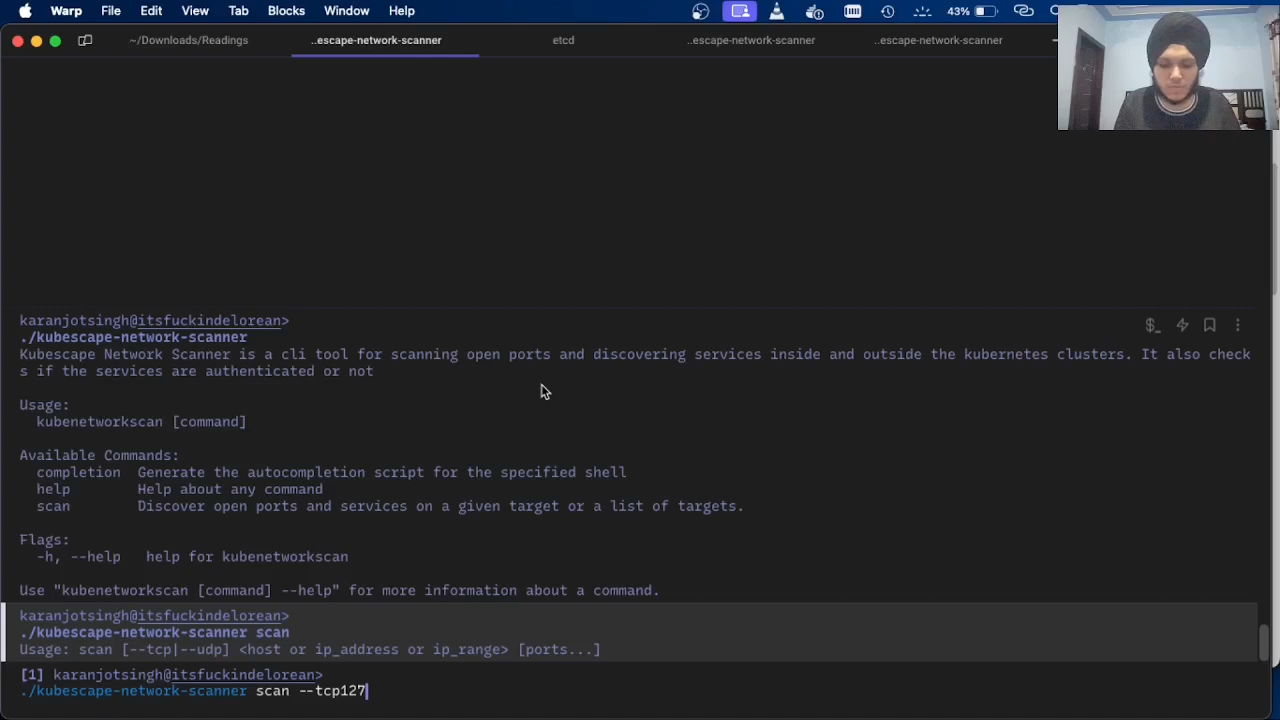 Warp File Edit View Tab Blocks Window Help 43%
~/Downloads/Readings ..escape-network-scanner etcd ..escape-network-scanner ..escape-network-scanner
karanjotsingh@itsfuckindelorean>
./kubescape-network-scanner
Kubescape Network Scanner is a cli tool for scanning open ports and discovering services inside and outside the kubernetes clusters. It also check
s if the services are authenticated or not
Usage:
kubenetworkscan [command]
Available Commands:
completion Generate the autocompletion script for the specified shell
help Help about any command
scan Discover open ports and services on a given target or a list of targets.
Flags:
-h, --help help for kubenetworkscan
Use "kubenetworkscan [command] --help" for more information about a command.
karanjotsingh@itsfuckindelorean>
./kubescape-network-scanner scan
Usage: scan [--tcp|--udp] <host or ip_address or ip_range> [ports...]
[1] karanjotsingh@itsfuckindelorean>
./kubescape-network-scanner scan --tcp127